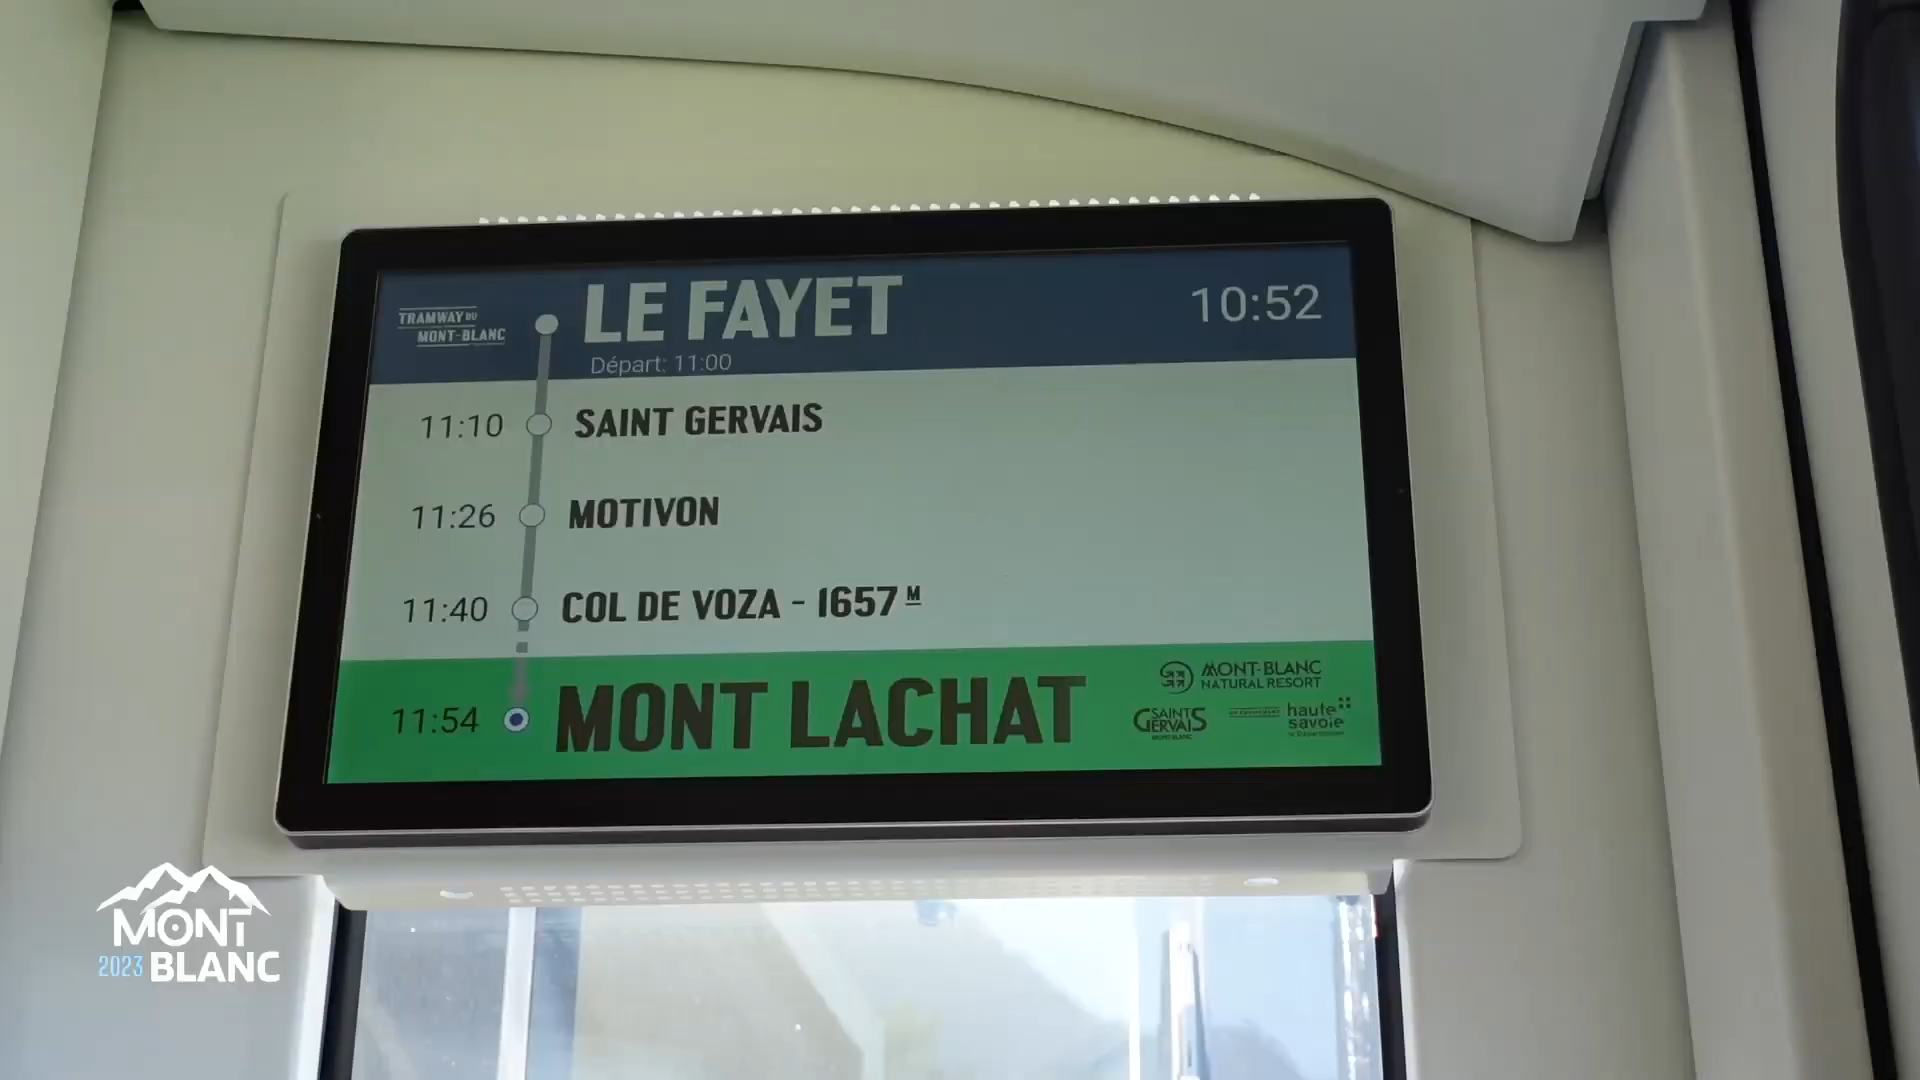 TRAMWAY DU
MONT-BLANC
LE FAYET
10:52
Départ: 11:00
11:10 SAINT GERVAIS
11:26 MOTIVON
11:40 COL DE VOZA - 1657 M
11:54 MONT LACHAT
MONT-BLANC
NATURAL RESORT
SAINT
GERVAIS
MONT-BLANC
haute
savoie
MONT
2023 BLANC